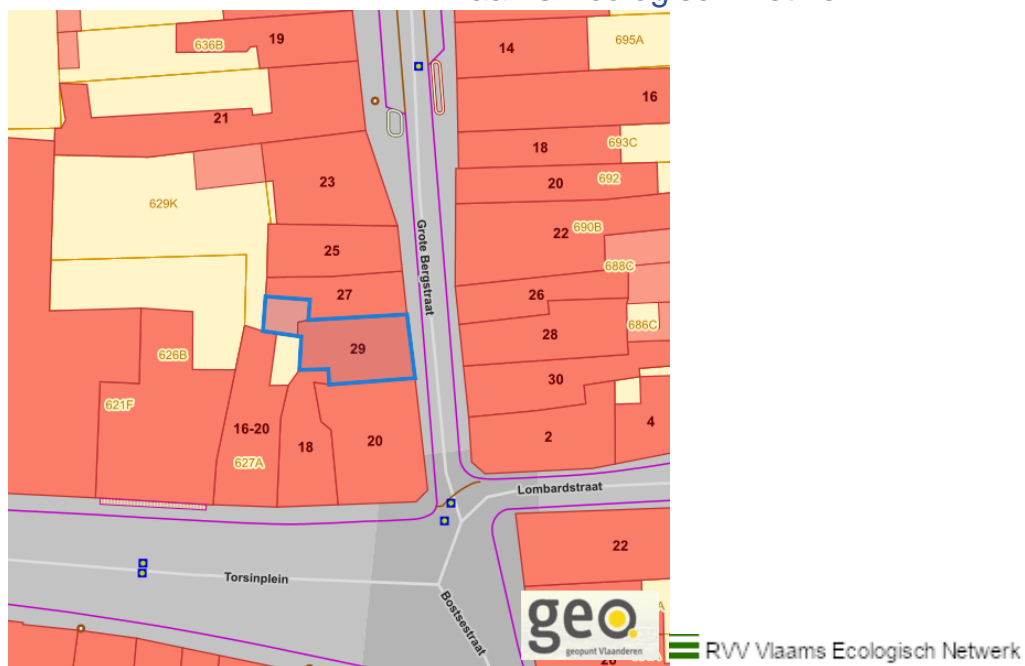 19
636B
14
695A
16
21
18
693C
20
692
23
629K
22
690B
25
688C
Grote Bergstraat
27
26
686C
28
29
626B
30
621F
16-20
627A
18
20
2
4
Lombardstraat
22
Torsinplein
Bostsestraat
geo
geopunt Vlaanderen
A
20
RVV Vlaams Ecologisch Netwerk